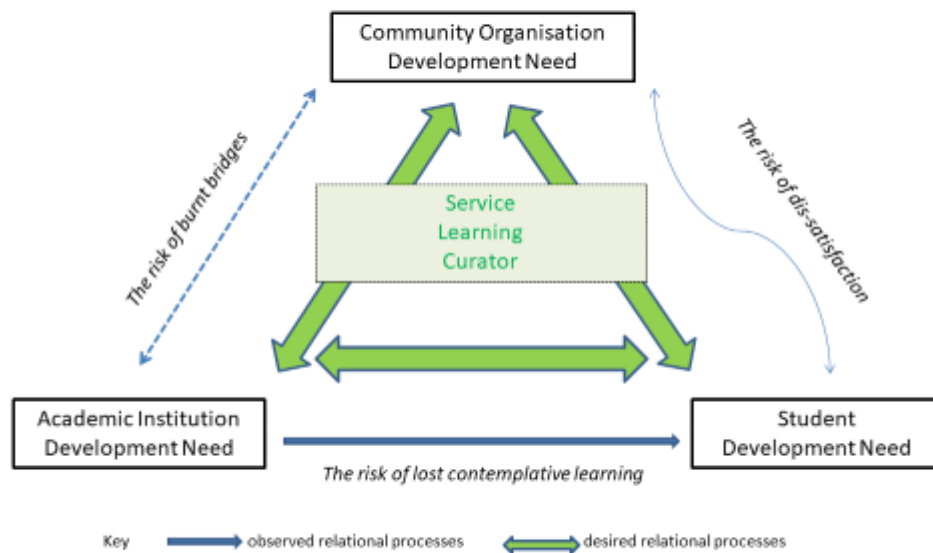 Community Organisation
Development Need
The risk of burnt bridges
The risk of dis-satisfaction
Service
Learning
Curator
Academic Institution
Development Need
Student
Development Need
The risk of lost contemplative learning
Key
observed relational processes
desired relational processes